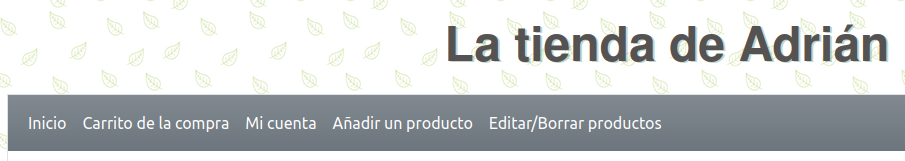 La tienda de Adrián
Inicio Carrito de la compra Mi cuenta Añadir un producto Editar/Borrar productos